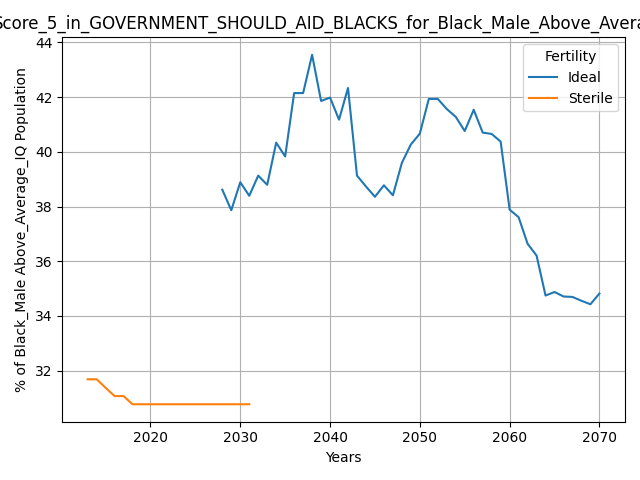 Score_5_in_GOVERNMENT_SHOULD_AID_BLACKS_for_Black_Male_Above_Avera
% of Black_Male Above_Average_IQ Population
44
42
40
38
36
34
32
Fertility
Ideal
Sterile
2020 2030 2040 2050 2060 2070
Years